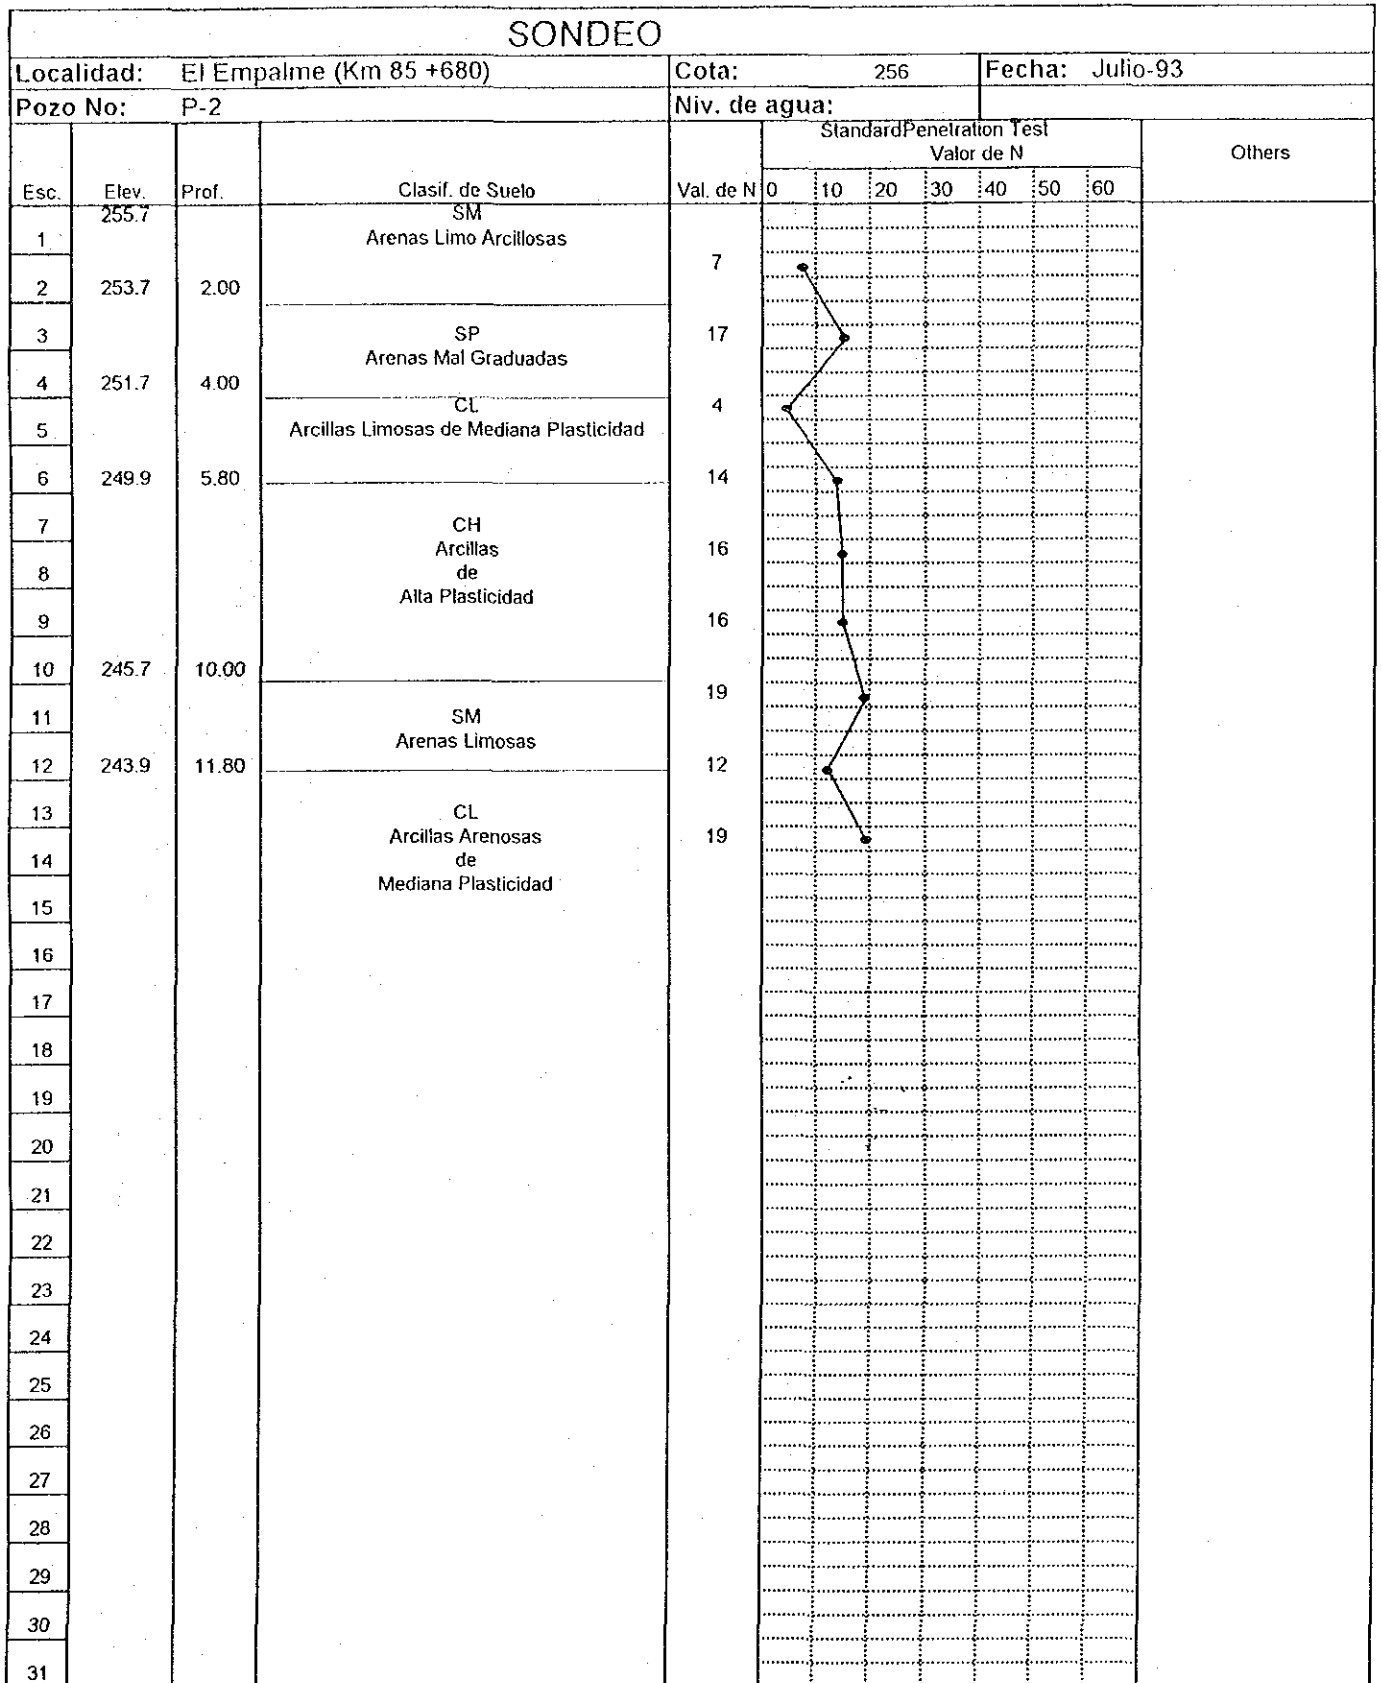 SONDEO
Localidad: El Empalme (Km 85 +680) Cota: 256 Fecha: Julio-93
Pozo No: P-2 Niv. de agua:
StandardPenetration Test
Valor de N Others
Esc. Elev. Prof. Clasif. de Suelo Val. de N 0 10 20 30 40 50 60
255.7 SM
1 Arenas Limo Arcillosas
7
2 253.7 2.00
3 SP 17
Arenas Mal Graduadas
4 251.7 4.00
CL 4
5 Arcillas Limosas de Mediana Plasticidad
6 249.9 5.80 14
7 CH
Arcillas 16
8 de
Alta Plasticidad
9 16
10 245.7 10.00
19
11 SM
Arenas Limosas
12 243.9 11.80 12
13 CL
Arcillas Arenosas 19
14 de
Mediana Plasticidad
15
16
17
18
19
20
21
22
23
24
25
26
27
28
29
30
31